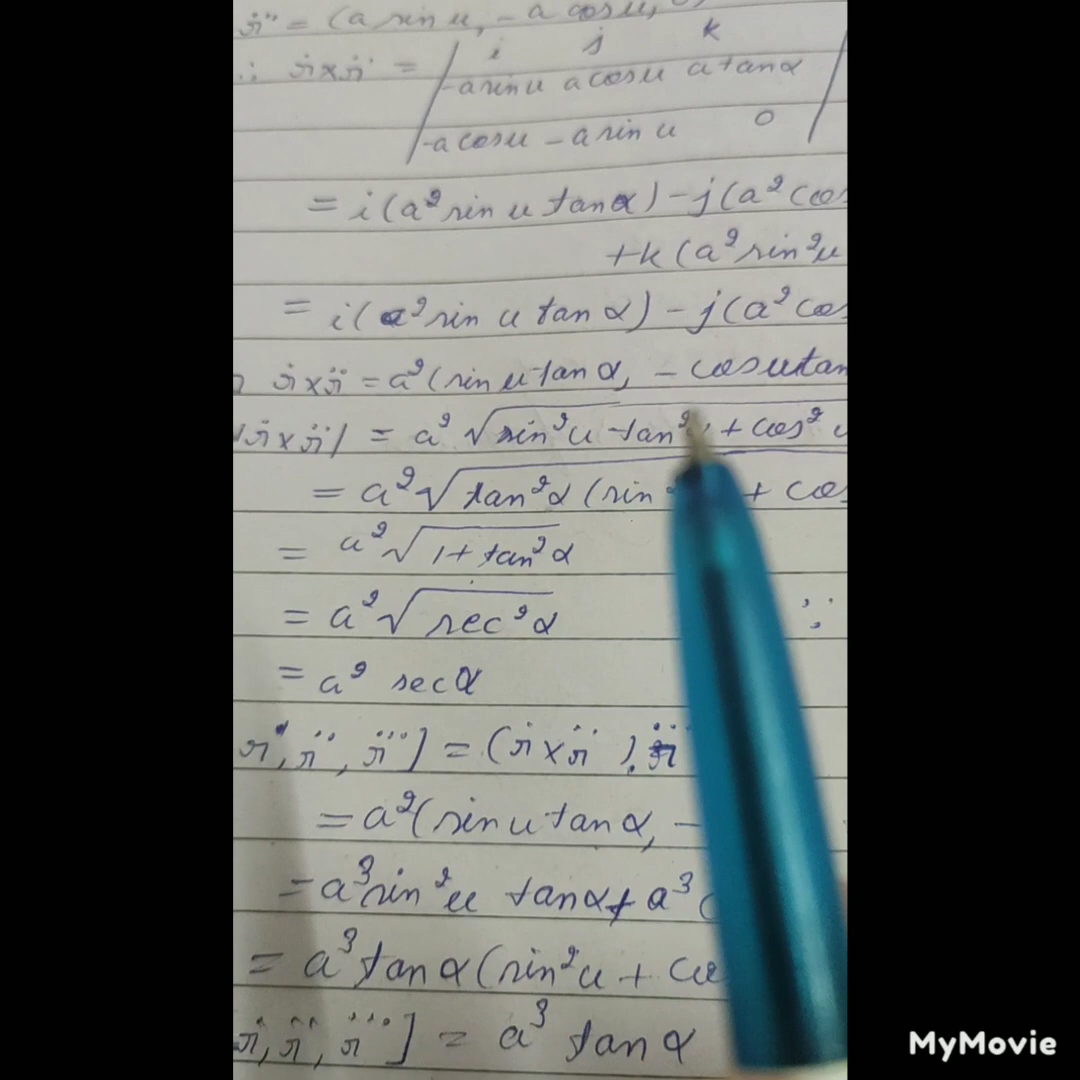 r⃛ = (a sin u, - a cos u, 0)
∴ ṙ×r̈ = | i j k
-a sin u a cos u a tan α
-a cos u - a sin u 0 |
= i(a² sin u tan α) - j(a² cos
+k (a² sin² u
= i(a² sin u tan α) - j(a² cos
ṙ×r̈ = a² (sin u tan α, - cos u tan
|ṙ×r̈| = a² √sin² u tan² + cos²
= a² √tan² α (sin + cos
= a² √1 + tan² α
= a² √sec² α ∵
= a² sec α
ṙ, r̈, r⃛] = (ṙ×r̈).r⃛
= a² (sin u tan α, -
= a³ sin² u tan α + a³ (
= a³ tan α (sin² u + co
ṙ, r̈, r⃛] = a³ tan α
MyMovie